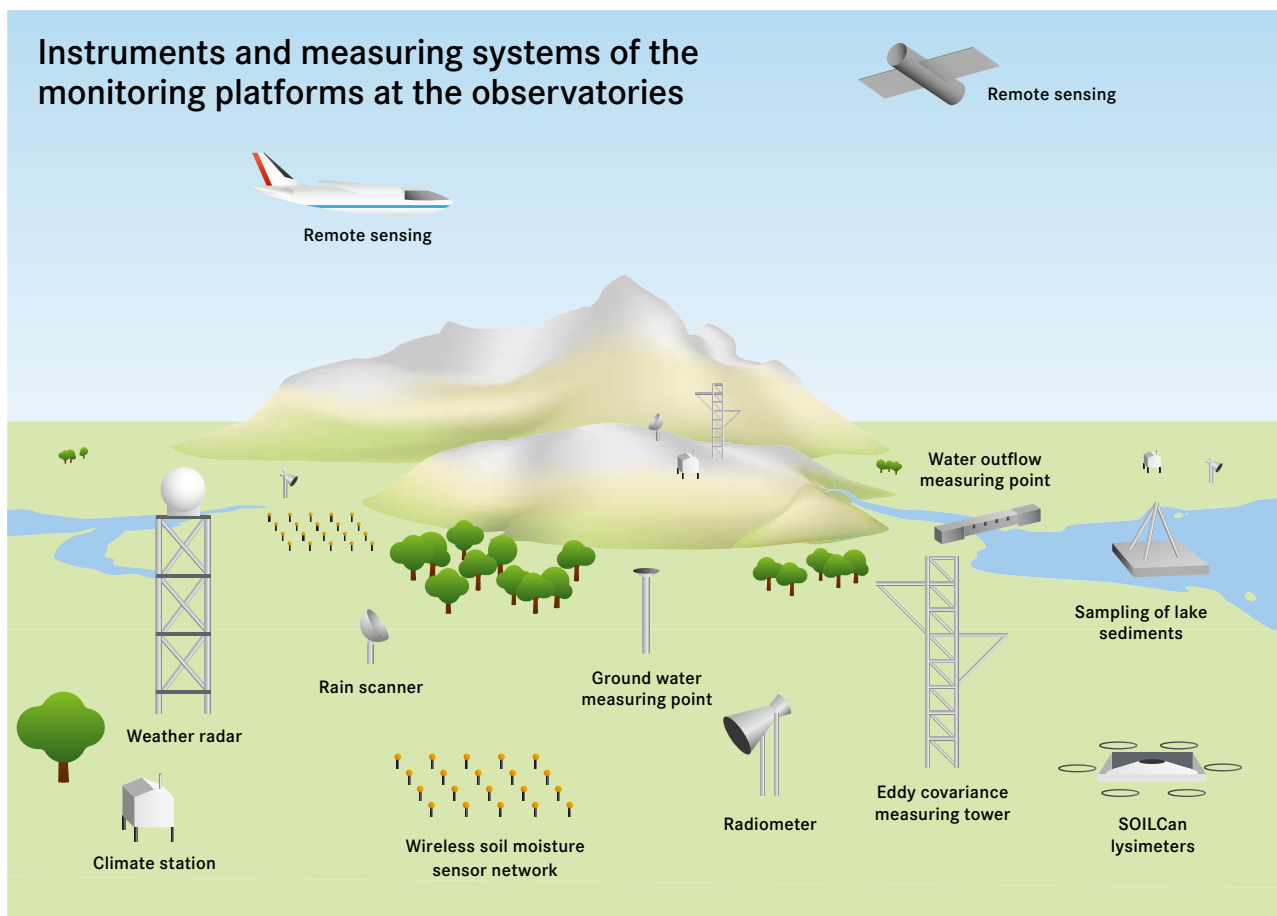 Instruments and measuring systems of the
monitoring platforms at the observatories
Remote sensing
Remote sensing
Water outflow
measuring point
Sampling of lake
sediments
Rain scanner
Ground water
measuring point
Weather radar
Eddy covariance
measuring tower
Radiometer
SOILCan
lysimeters
Wireless soil moisture
sensor network
Climate station